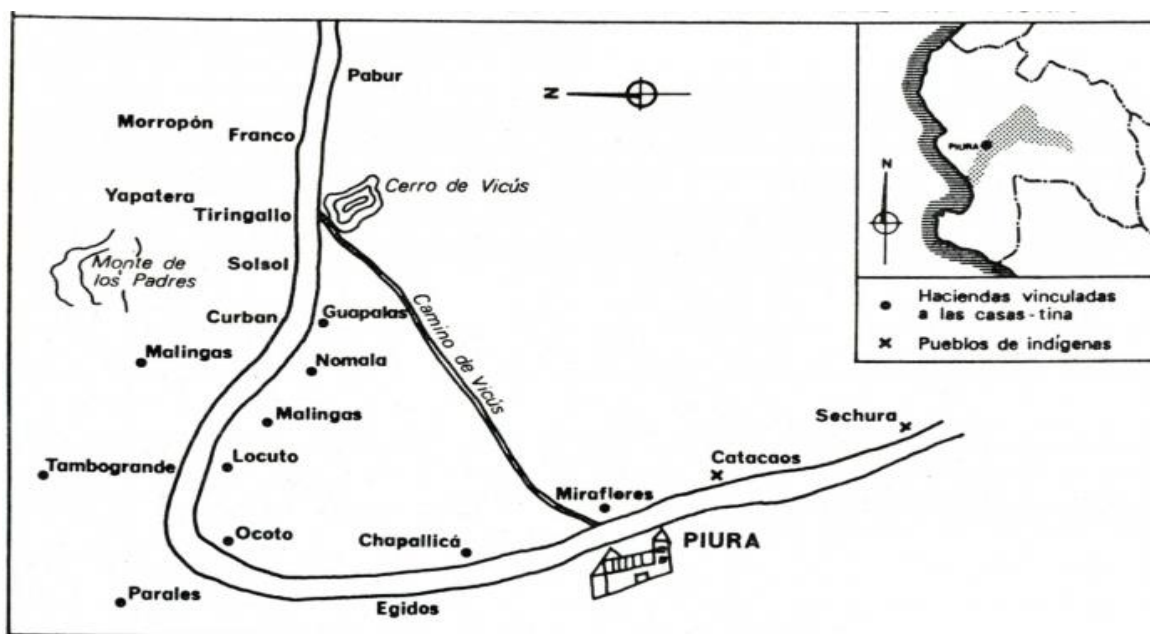 Pabur
N
Morropón
Franco
Cerro de Vicús
Yapatera
Tiringallo
Monte de
los Padres
Solsol
Curban
Guapalas
Camino de Vicús
Malingas
Nomala
Malingas
Sechura
Tambogrande
Locuto
Catacaos
Miraflores
Ocoto
Chapallicá
PIURA
Parales
Egidos
PIURA
N
Haciendas vinculadas
a las casas-tina
Pueblos de indígenas